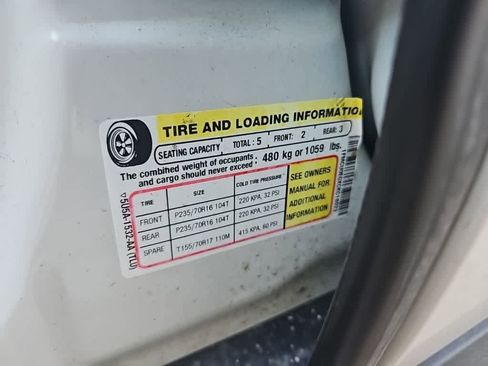 TIRE AND LOADING INFORMATION
SEATING CAPACITY TOTAL: 5 FRONT: 2 REAR: 3
The combined weight of occupants
and cargo should never exceed: 480 kg or 1059 lbs.
TIRE SIZE COLD TIRE PRESSURE
FRONT P235/70R16 104T 220 KPA, 32 PSI
REAR P235/70R16 104T 220 KPA, 32 PSI
SPARE T155/70R17 110M 415 KPA, 60 PSI
SEE OWNERS
MANUAL FOR
ADDITIONAL
INFORMATION